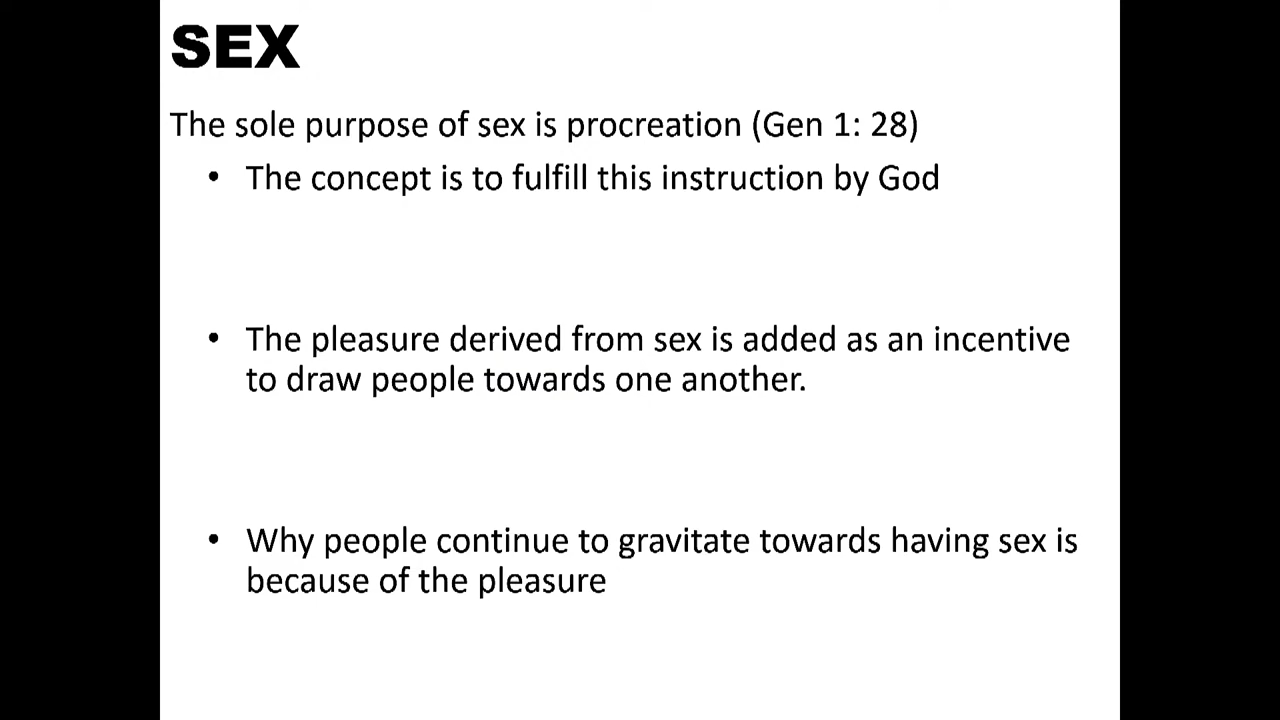 SEX
The sole purpose of sex is procreation (Gen 1: 28)
• The concept is to fulfill this instruction by God
• The pleasure derived from sex is added as an incentive
to draw people towards one another.
• Why people continue to gravitate towards having sex is
because of the pleasure